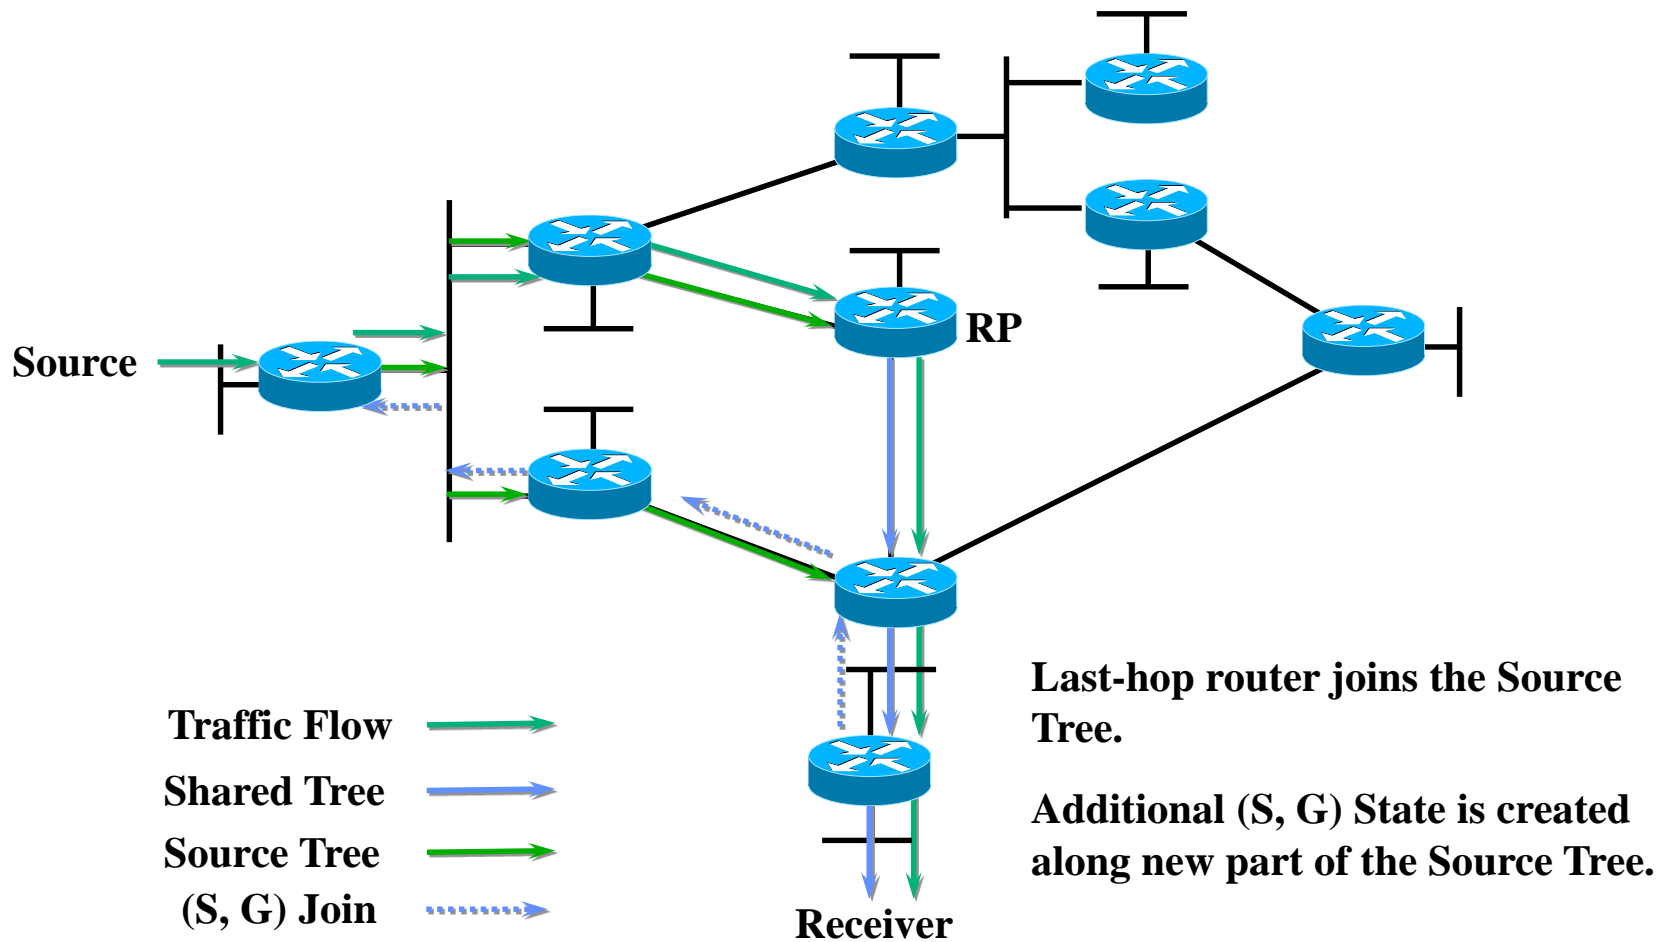 RP
Source
Last-hop router joins the Source
Tree.
Additional (S, G) State is created
along new part of the Source Tree.
Traffic Flow
Shared Tree
Source Tree
(S, G) Join
Receiver